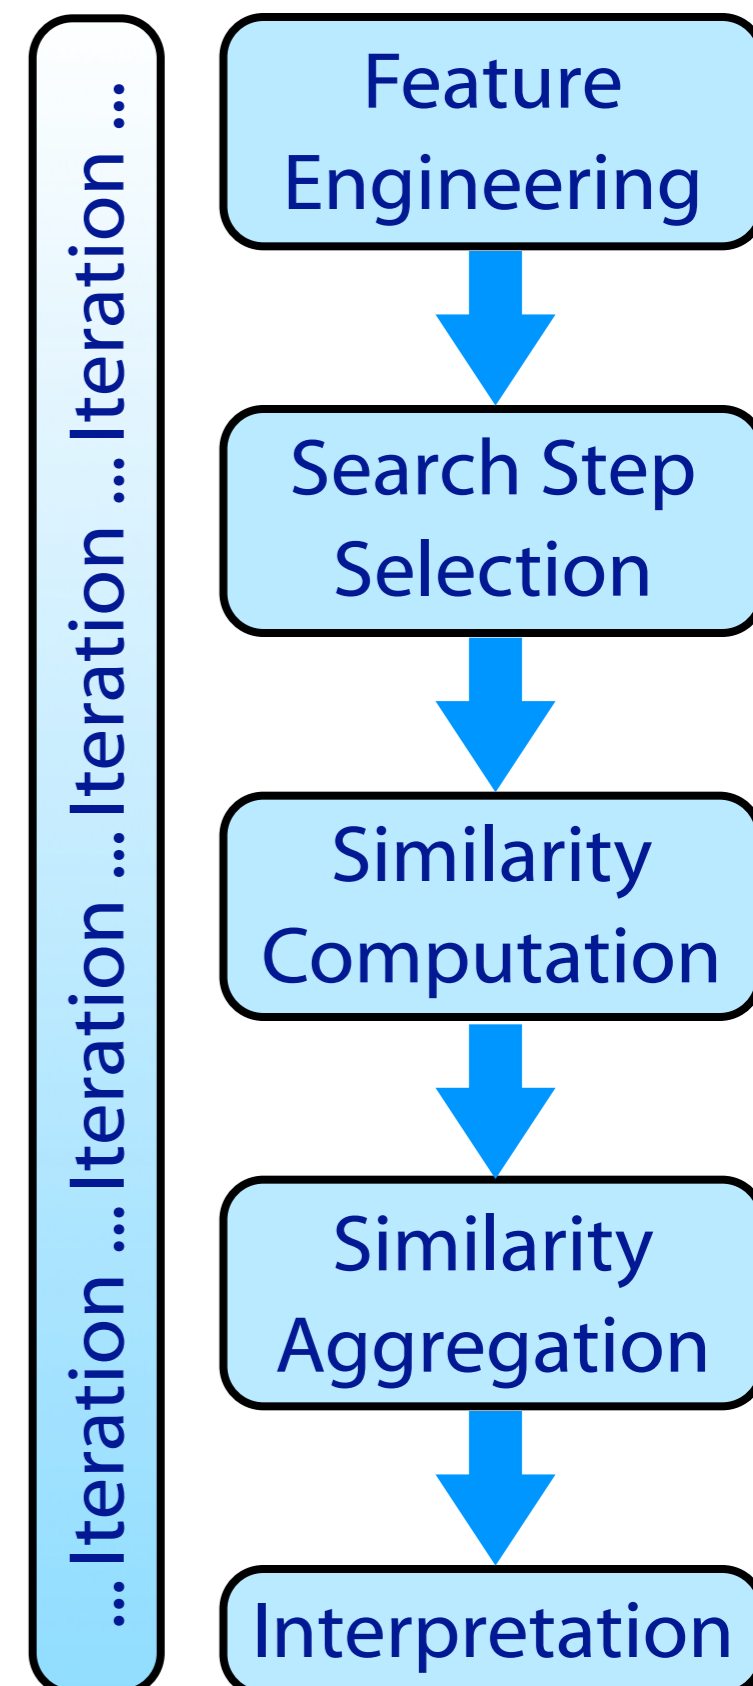 ... Iteration ... Iteration ... Iteration ... Iteration ...
Feature
Engineering
Search Step
Selection
Similarity
Computation
Similarity
Aggregation
Interpretation